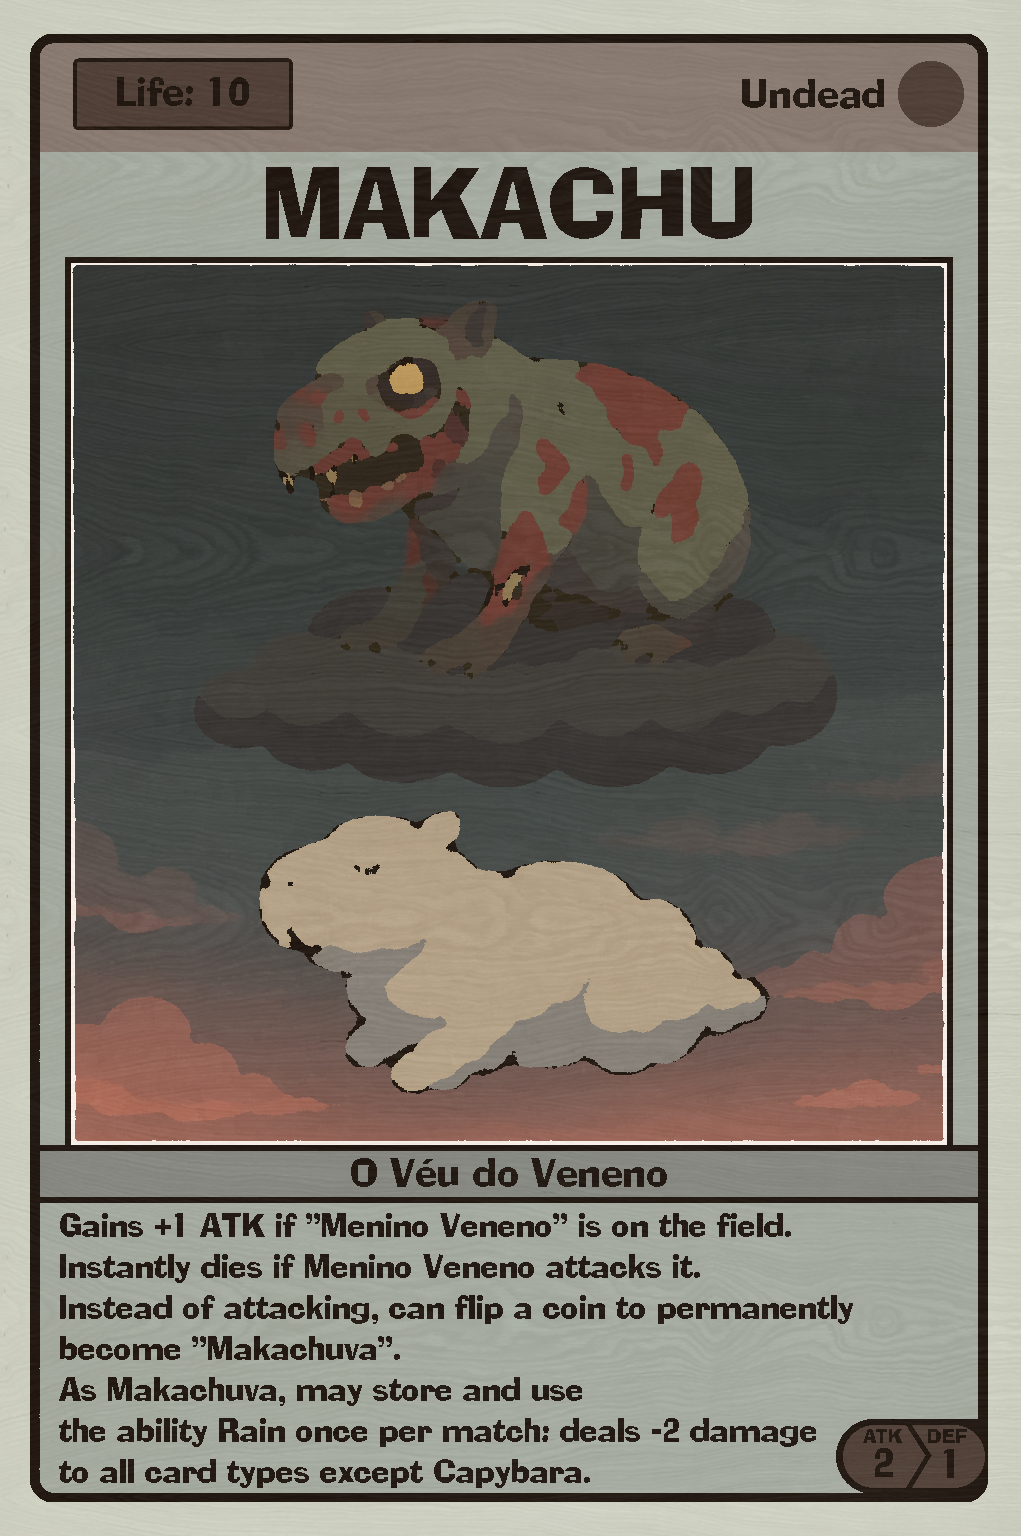 Life: 10
Undead
MAKACHU
O Véu do Veneno
Gains +1 ATK if ”Menino Veneno” is on the field.
Instantly dies if Menino Veneno attacks it.
Instead of attacking, can flip a coin to permanently
become ”Makachuva”.
As Makachuva, may store and use
the ability Rain once per match: deals -2 damage
to all card types except Capybara.
ATK DEF
2 1